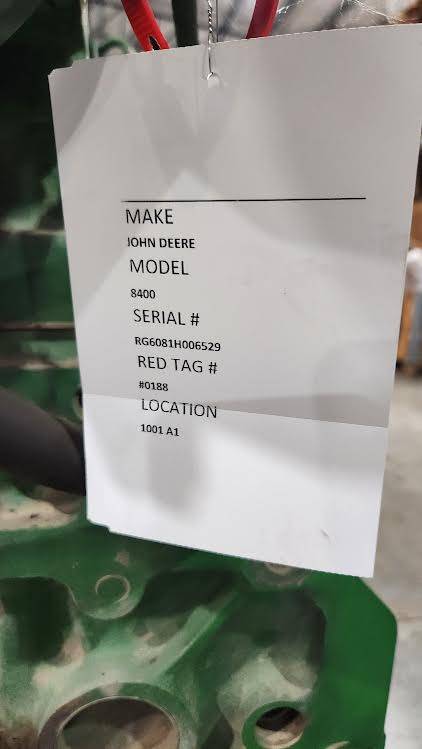 MAKE
JOHN DEERE
MODEL
8400
SERIAL #
RG6081H006529
RED TAG #
#0188
LOCATION
1001 A1